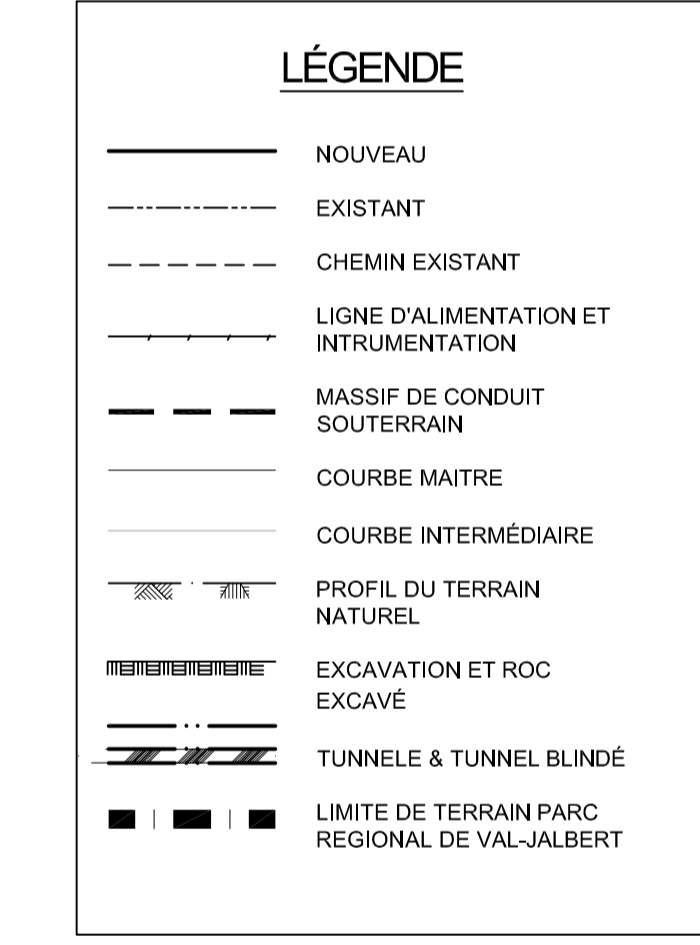 LÉGENDE
NOUVEAU
EXISTANT
CHEMIN EXISTANT
LIGNE D'ALIMENTATION ET
INTRUMENTATION
MASSIF DE CONDUIT
SOUTERRAIN
COURBE MAITRE
COURBE INTERMÉDIAIRE
PROFIL DU TERRAIN
NATUREL
EXCAVATION ET ROC
EXCAVÉ
TUNNELE & TUNNEL BLINDÉ
LIMITE DE TERRAIN PARC
REGIONAL DE VAL-JALBERT